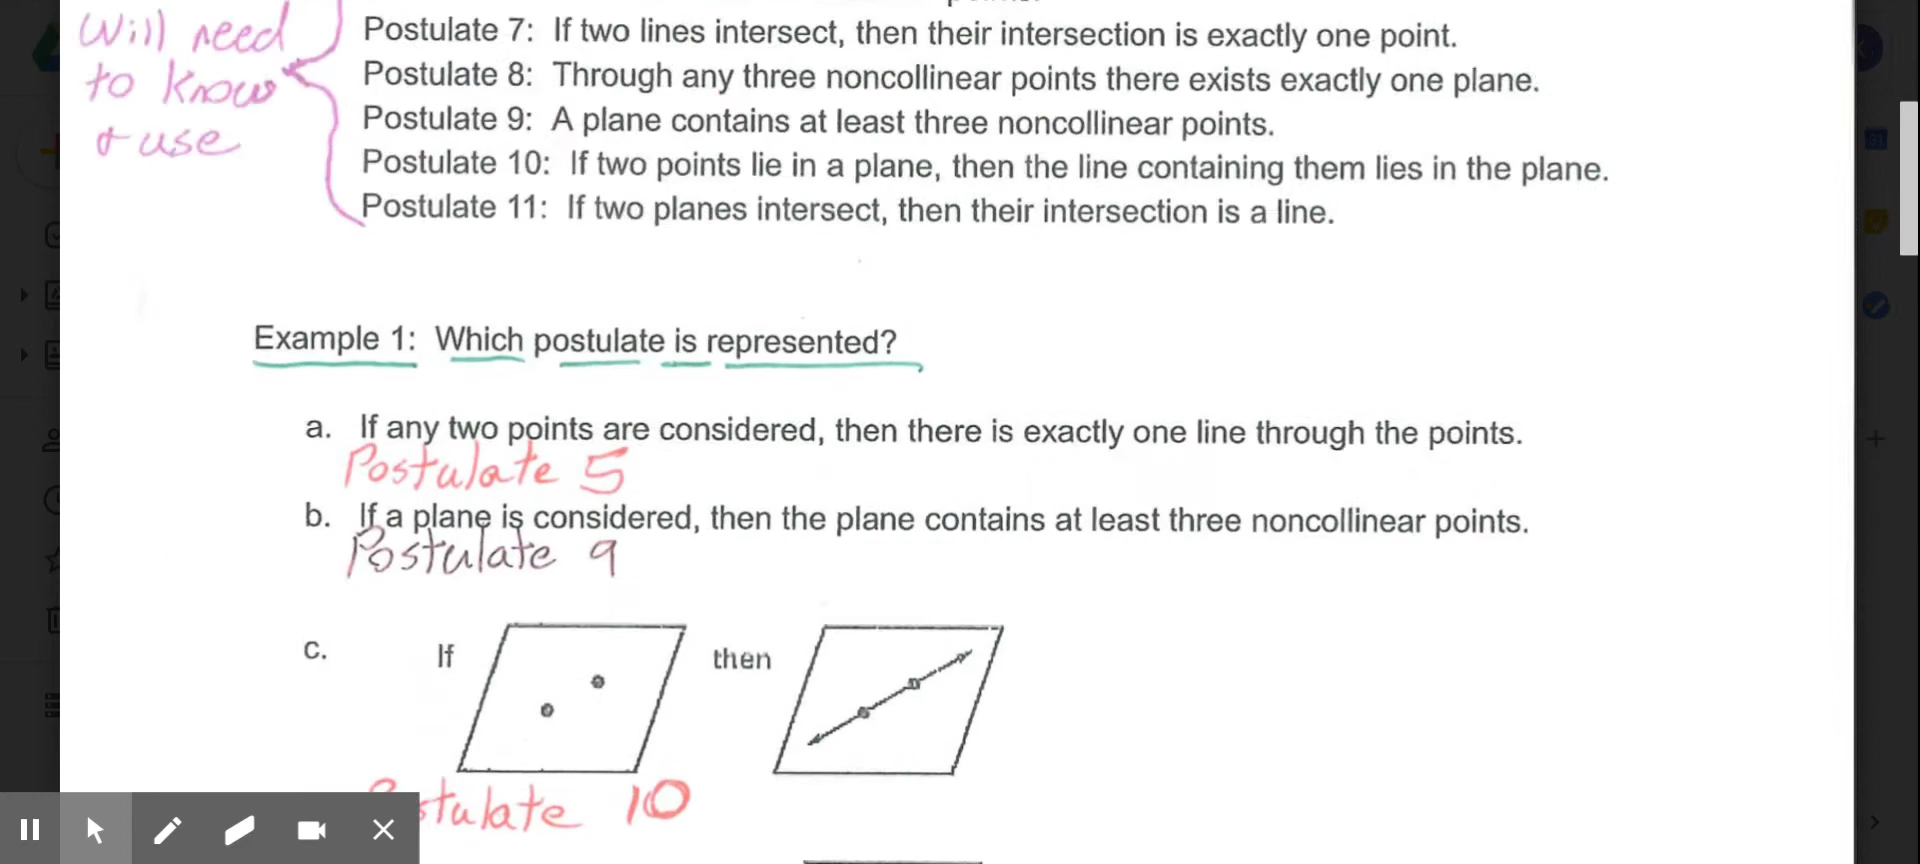 Will need
to know
+ use
Postulate 7: If two lines intersect, then their intersection is exactly one point.
Postulate 8: Through any three noncollinear points there exists exactly one plane.
Postulate 9: A plane contains at least three noncollinear points.
Postulate 10: If two points lie in a plane, then the line containing them lies in the plane.
Postulate 11: If two planes intersect, then their intersection is a line.
Example 1: Which postulate is represented?
a. If any two points are considered, then there is exactly one line through the points.
Postulate 5
b. If a plane is considered, then the plane contains at least three noncollinear points.
Postulate 9
c. If then
Postulate 10